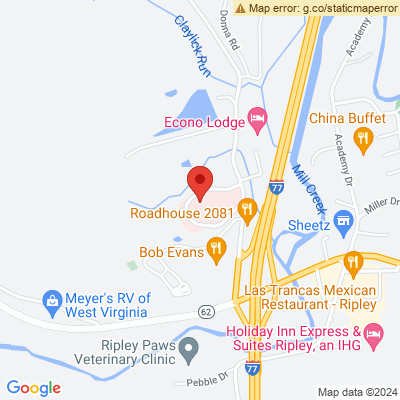 Map error: g.co/staticmaperror
Claylick Run
Donna Rd
Academy
Econo Lodge
China Buffet
Academy Dr
Mill Creek
77
Miller Dr
Roadhouse 2081
Sheetz
Bob Evans
Las Trancas Mexican
Restaurant - Ripley
Meyer's RV of
West Virginia
62
Holiday Inn Express &
Suites Ripley, an IHG
Ripley Paws
Veterinary Clinic
77
Pebble Dr
Google
Map data ©2024